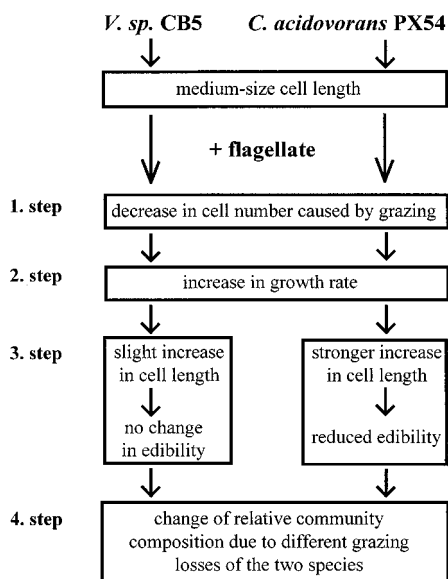 V. sp. CB5 C. acidovorans PX54
medium-size cell length
+ flagellate
1. step decrease in cell number caused by grazing
2. step increase in growth rate
3. step
slight increase
in cell length
no change
in edibility
stronger increase
in cell length
reduced edibility
4. step
change of relative community
composition due to different grazing
losses of the two species